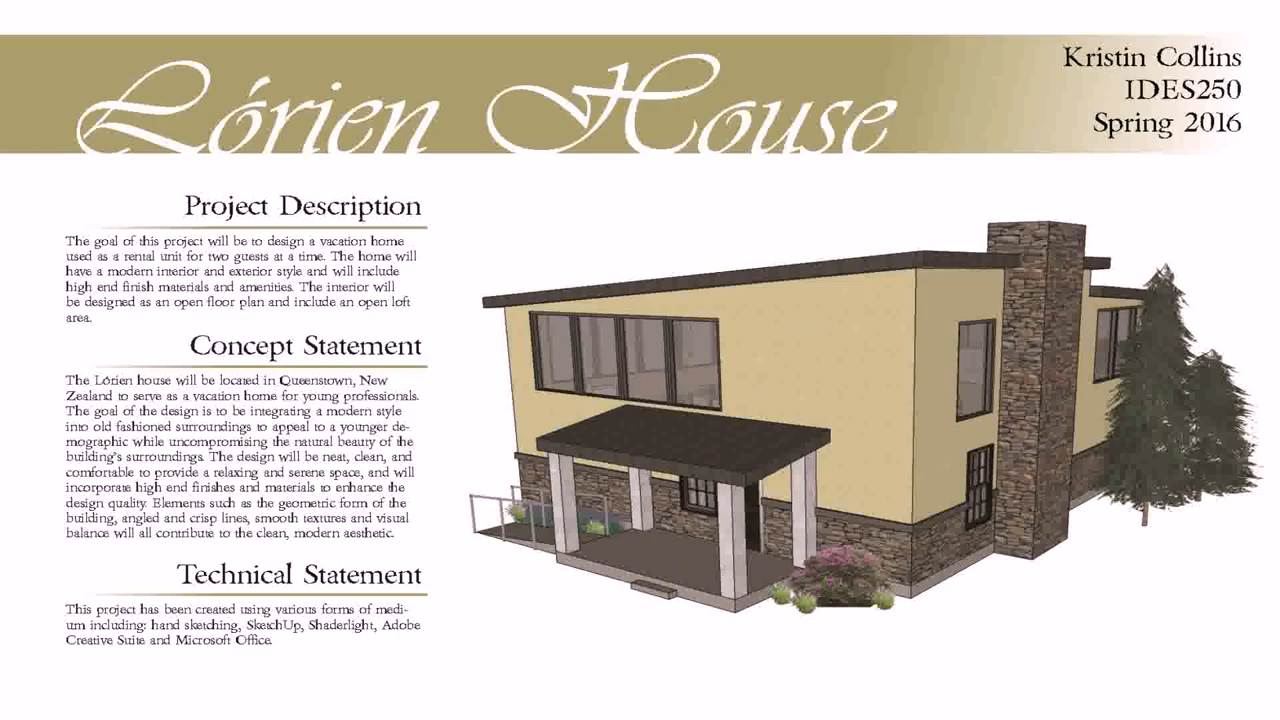 Lórien House
Kristin Collins
IDES250
Spring 2016
Project Description
The goal of this project will be to design a vacation home
used as a rental unit for two guests at a time. The home will
have a modern interior and exterior style and will include
high end finish materials and amenities. The interior will
be designed as an open floor plan and include an open loft
area.
Concept Statement
The Lórien house will be located in Queenstown, New
Zealand to serve as a vacation home for young professionals.
The goal of the design is to be integrating a modern style
into old fashioned surroundings to appeal to a younger de-
mographic while uncompromising the natural beauty of the
building's surroundings. The design will be neat, clean, and
comfortable to provide a relaxing and serene space, and will
incorporate high end finishes and materials to enhance the
design quality. Elements such as the geometric form of the
building, angled and crisp lines, smooth textures and visual
balance will all contribute to the clean, modern aesthetic.
Technical Statement
This project has been created using various forms of medi-
um including: hand sketching, SketchUp, Shaderlight, Adobe
Creative Suite and Microsoft Office.